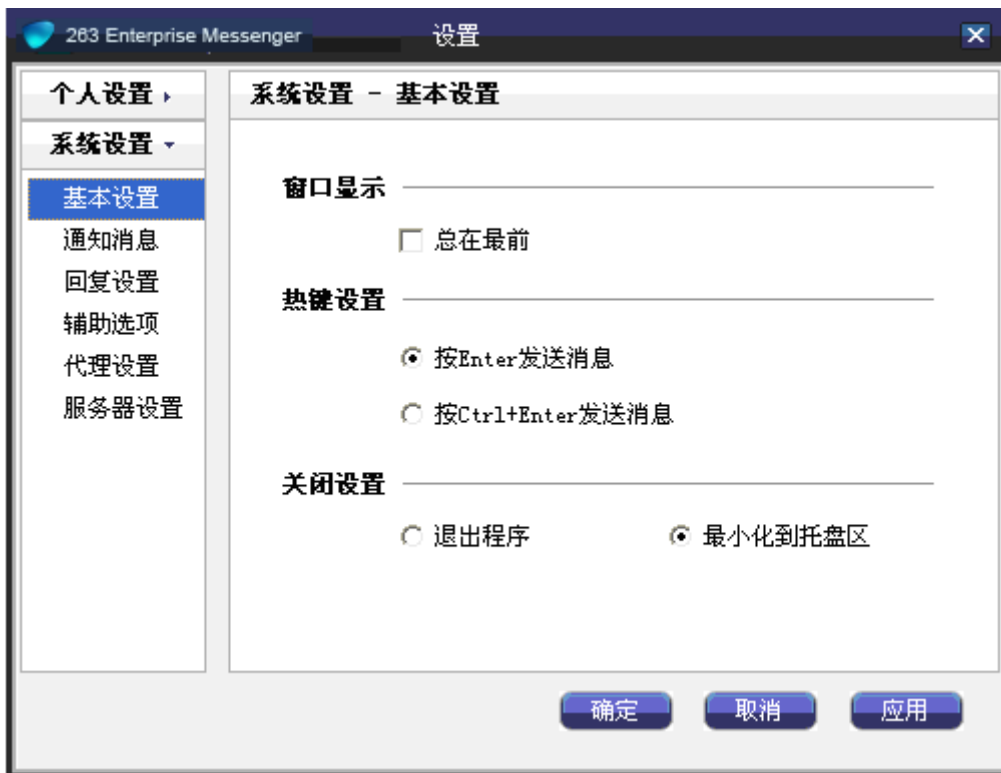 263 Enterprise Messenger
设置
个人设置
系统设置
基本设置
通知消息
回复设置
辅助选项
代理设置
服务器设置
系统设置 - 基本设置
窗口显示
总在最前
热键设置
按Enter发送消息
按Ctrl+Enter发送消息
关闭设置
退出程序 最小化到托盘区
确定 取消 应用